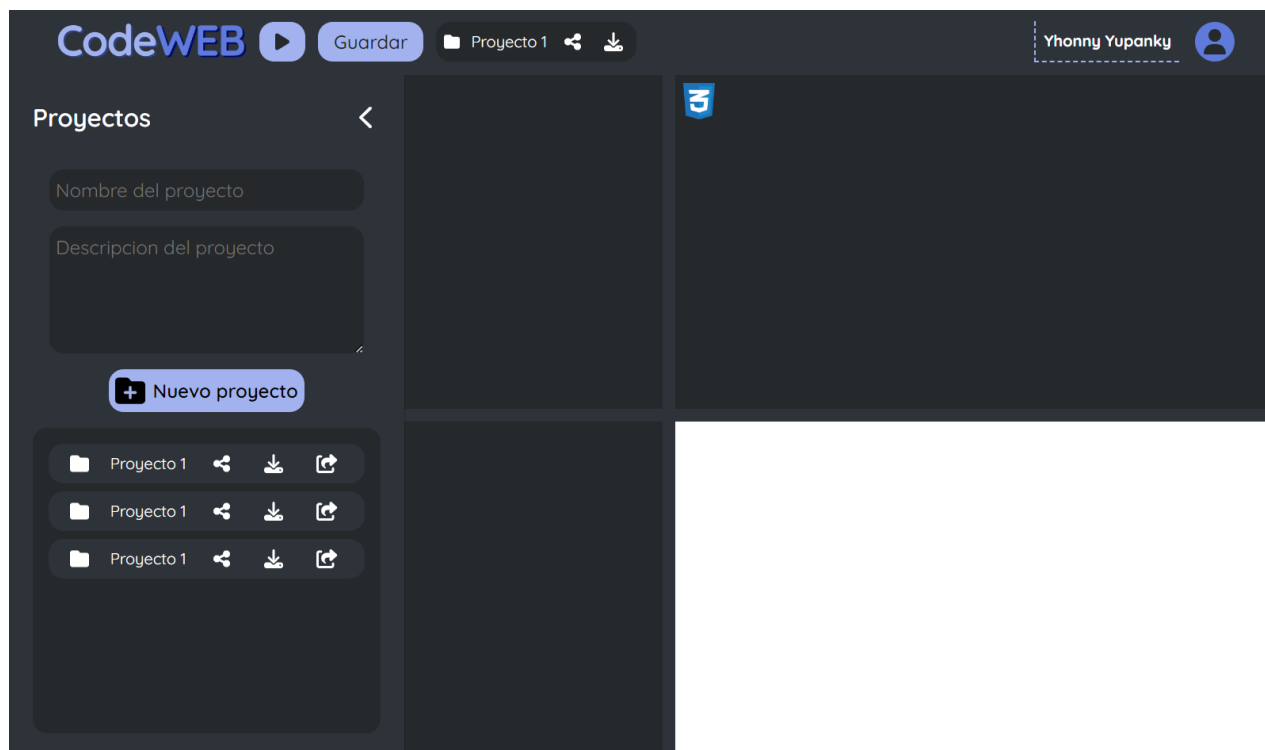 CodeWEB
Guardar
Proyecto 1
Yhonny Yupanky
Proyectos
Nombre del proyecto
Descripcion del proyecto
Nuevo proyecto
Proyecto 1
Proyecto 1
Proyecto 1